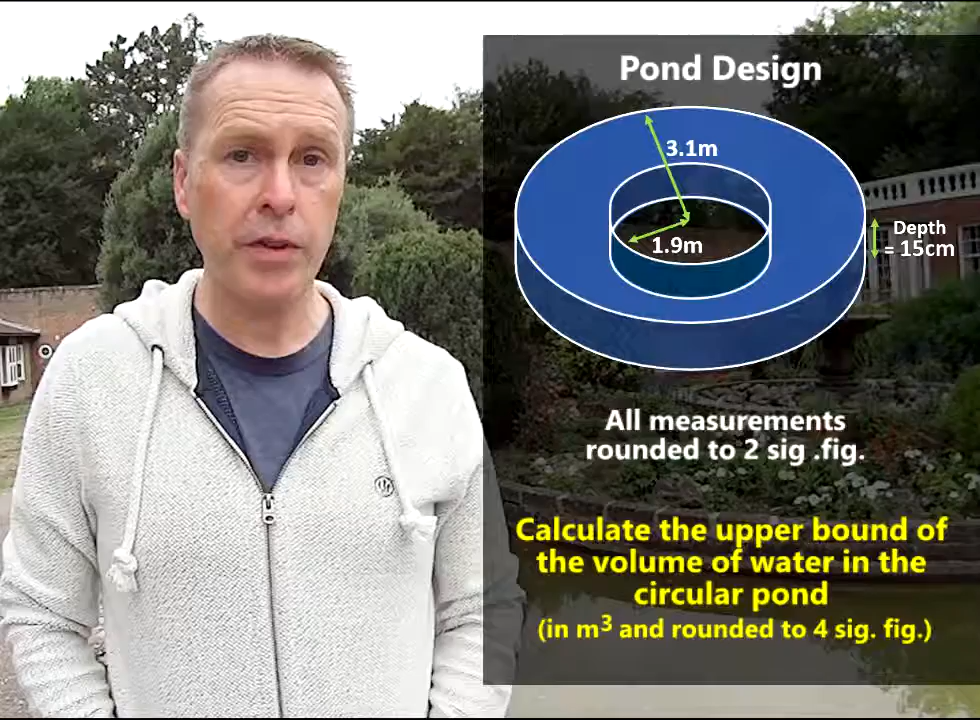 Pond Design
3.1m
1.9m
Depth
= 15cm
All measurements
rounded to 2 sig .fig.
Calculate the upper bound of
the volume of water in the
circular pond
(in m³ and rounded to 4 sig. fig.)